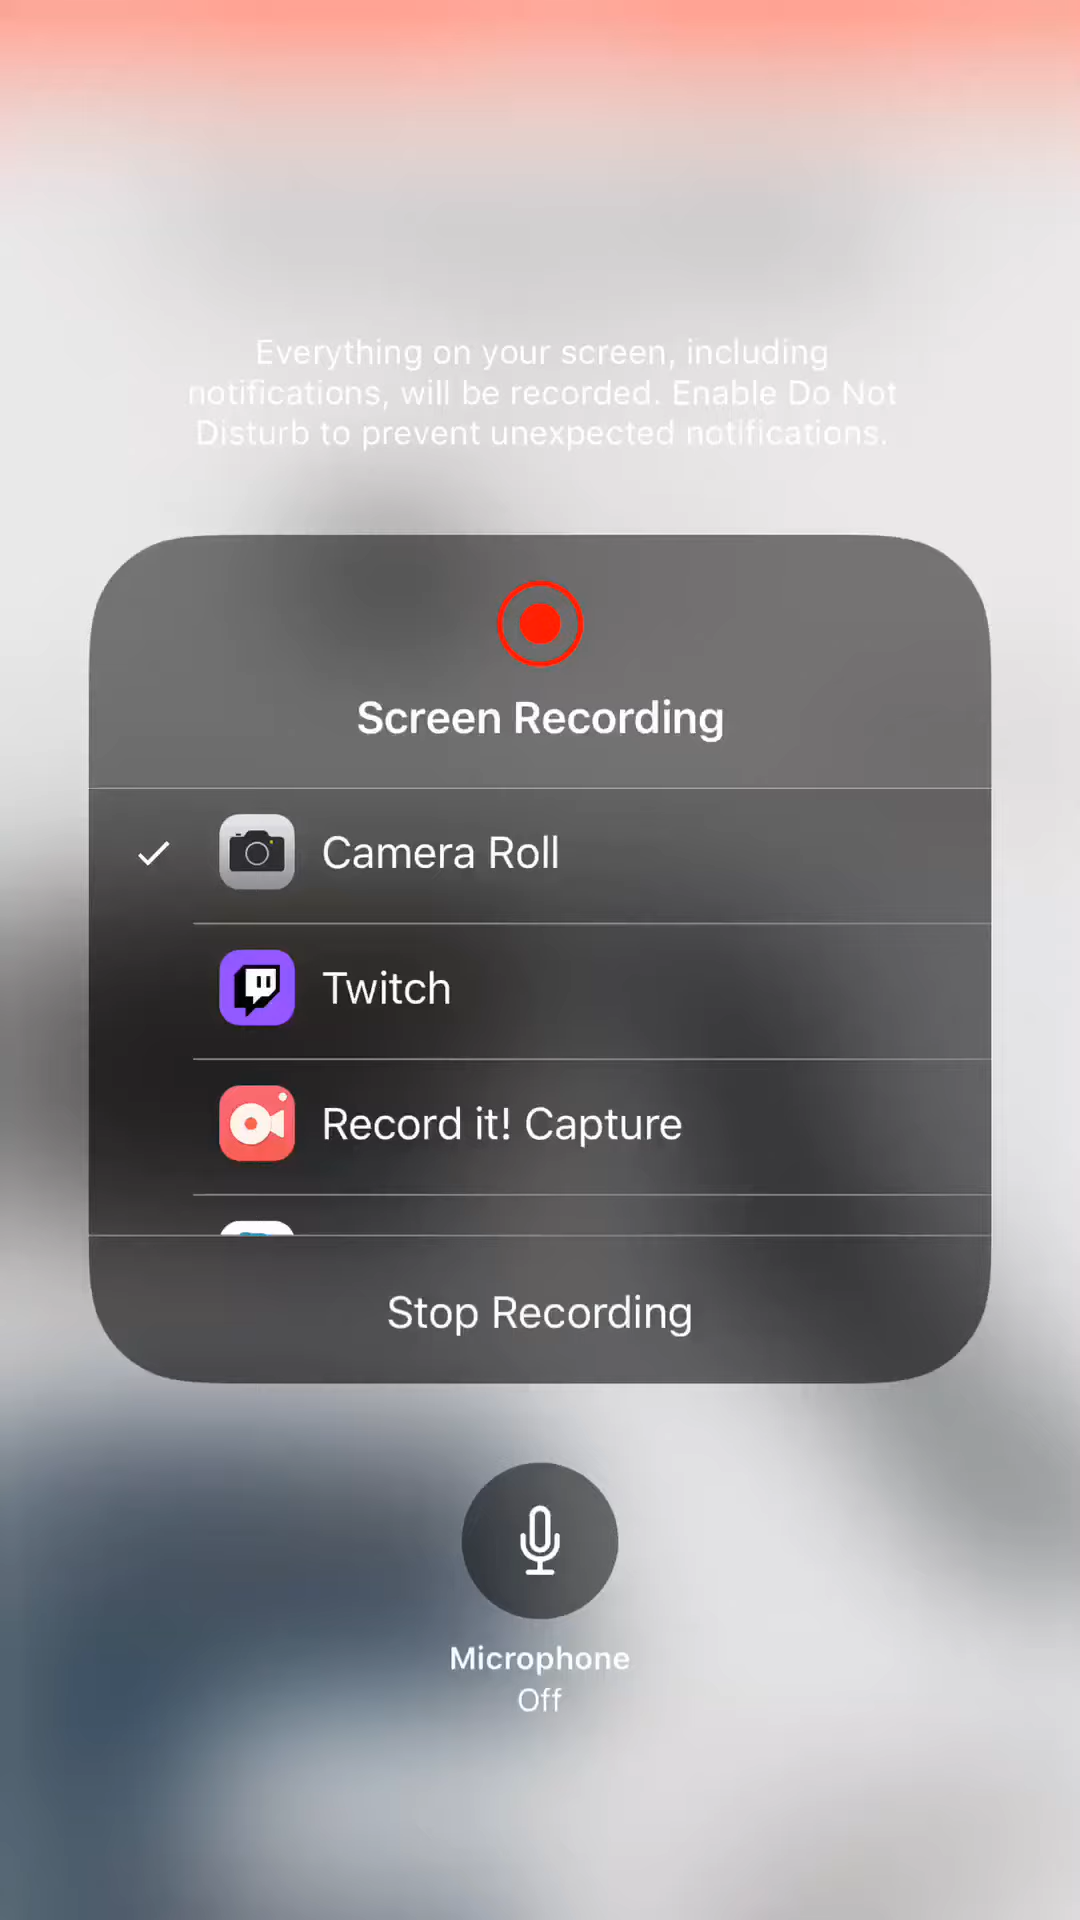 Everything on your screen, including
notifications, will be recorded. Enable Do Not
Disturb to prevent unexpected notifications.
Screen Recording
Camera Roll
Twitch
Record it! Capture
Stop Recording
Microphone
Off